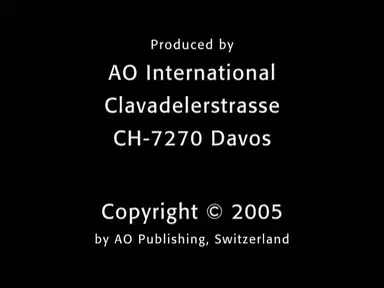 Produced by
AO International
Clavadelerstrasse
CH-7270 Davos
Copyright © 2005
by AO Publishing, Switzerland